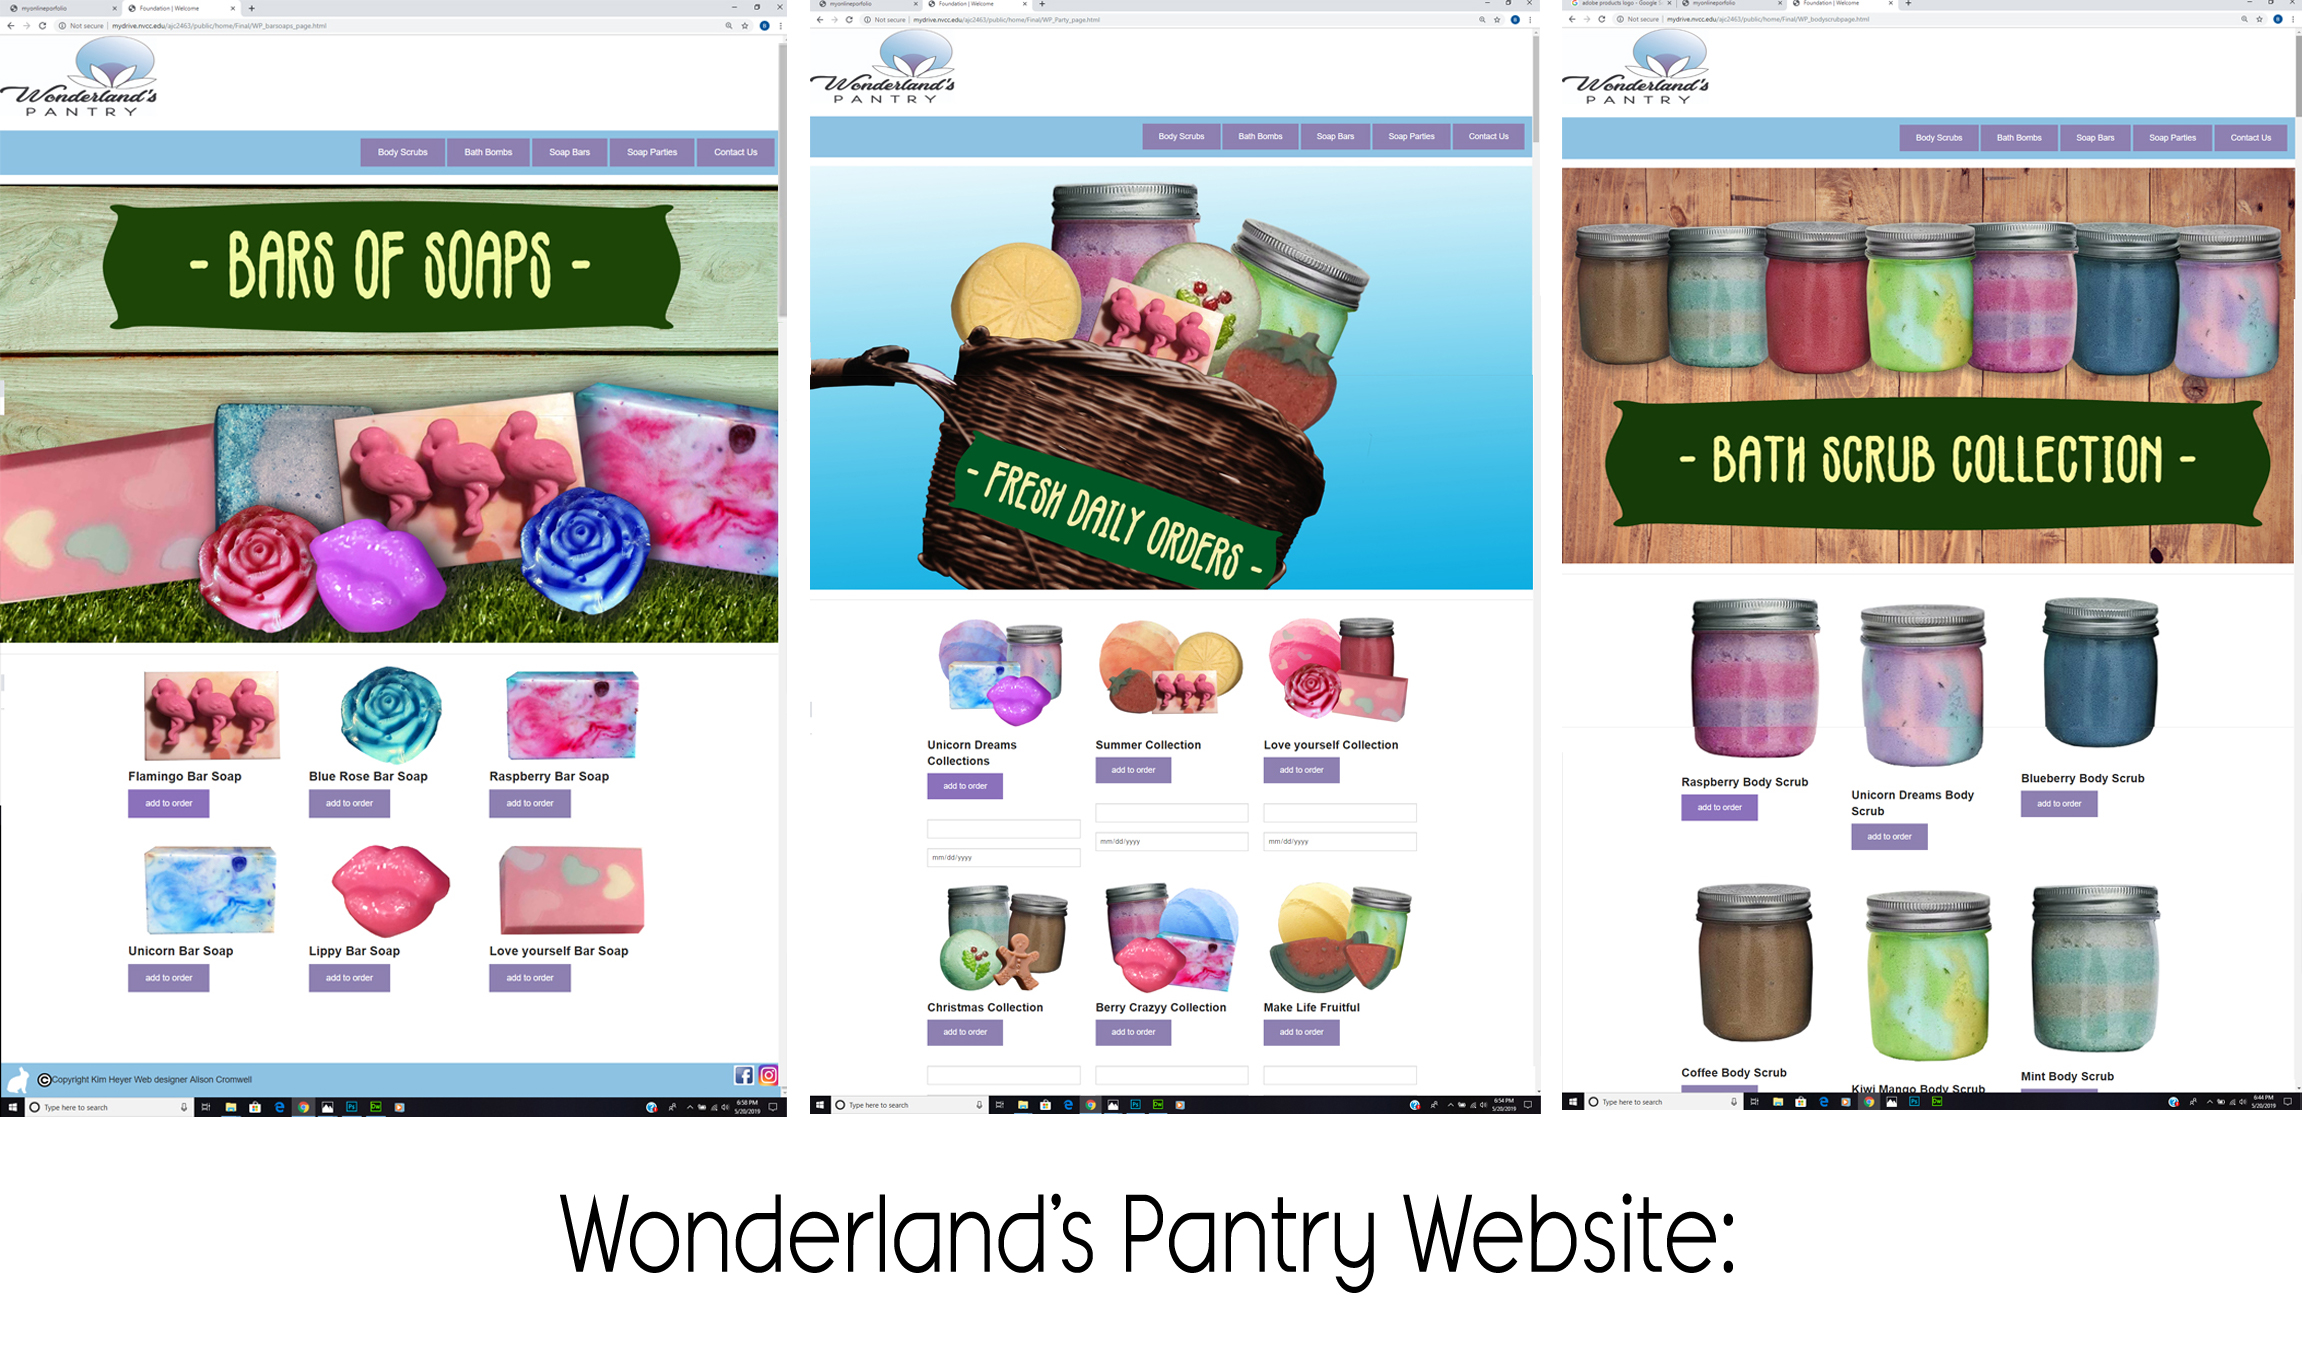 myonlineporfolio
Foundation | Welcome
Not secure | mydrive.nvcc.edu/ajc2463/public/home/Final/WP_barsoaps_page.html
Wonderland's
PANTRY
Body Scrubs
Bath Bombs
Soap Bars
Soap Parties
Contact Us
- BARS OF SOAPS -
Flamingo Bar Soap
Blue Rose Bar Soap
Raspberry Bar Soap
add to order
add to order
add to order
Unicorn Bar Soap
Lippy Bar Soap
Love yourself Bar Soap
add to order
add to order
add to order
©Copyright Kim Heyer Web designer Alison Cromwell
Type here to search
6:58 PM
5/20/2019
myonlineporfolio
Foundation | Welcome
Not secure | mydrive.nvcc.edu/ajc2463/public/home/Final/WP_Party_page.html
Wonderland's
PANTRY
Body Scrubs
Bath Bombs
Soap Bars
Soap Parties
Contact Us
- FRESH DAILY ORDERS -
Unicorn Dreams
Collections
Summer Collection
Love yourself Collection
add to order
add to order
add to order
mm/dd/yyyy
mm/dd/yyyy
mm/dd/yyyy
Christmas Collection
Berry Crazyy Collection
Make Life Fruitful
add to order
add to order
add to order
Type here to search
6:54 PM
5/20/2019
adobe products logo - Google
myonlineporfolio
Foundation | Welcome
Not secure | mydrive.nvcc.edu/ajc2463/public/home/Final/WP_bodyscrubpage.html
Wonderland's
PANTRY
Body Scrubs
Bath Bombs
Soap Bars
Soap Parties
Contact Us
- BATH SCRUB COLLECTION -
Raspberry Body Scrub
Unicorn Dreams Body
Scrub
Blueberry Body Scrub
add to order
add to order
add to order
Coffee Body Scrub
Kiwi Mango Body Scrub
Mint Body Scrub
Type here to search
6:44 PM
5/20/2019
Wonderland's Pantry Website: